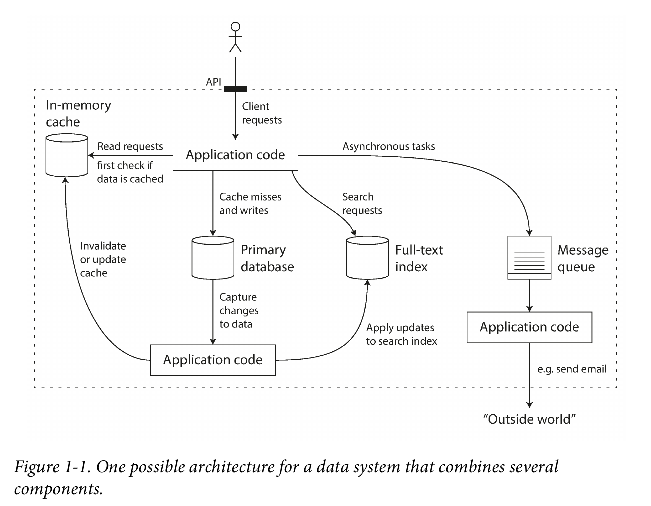 API
Client
requests
In-memory
cache
Read requests
first check if
data is cached
Application code
Asynchronous tasks
Cache misses
and writes
Search
requests
Invalidate
or update
cache
Primary
database
Full-text
index
Message
queue
Capture
changes
to data
Apply updates
to search index
Application code
Application code
e.g. send email
"Outside world"
Figure 1-1. One possible architecture for a data system that combines several
components.